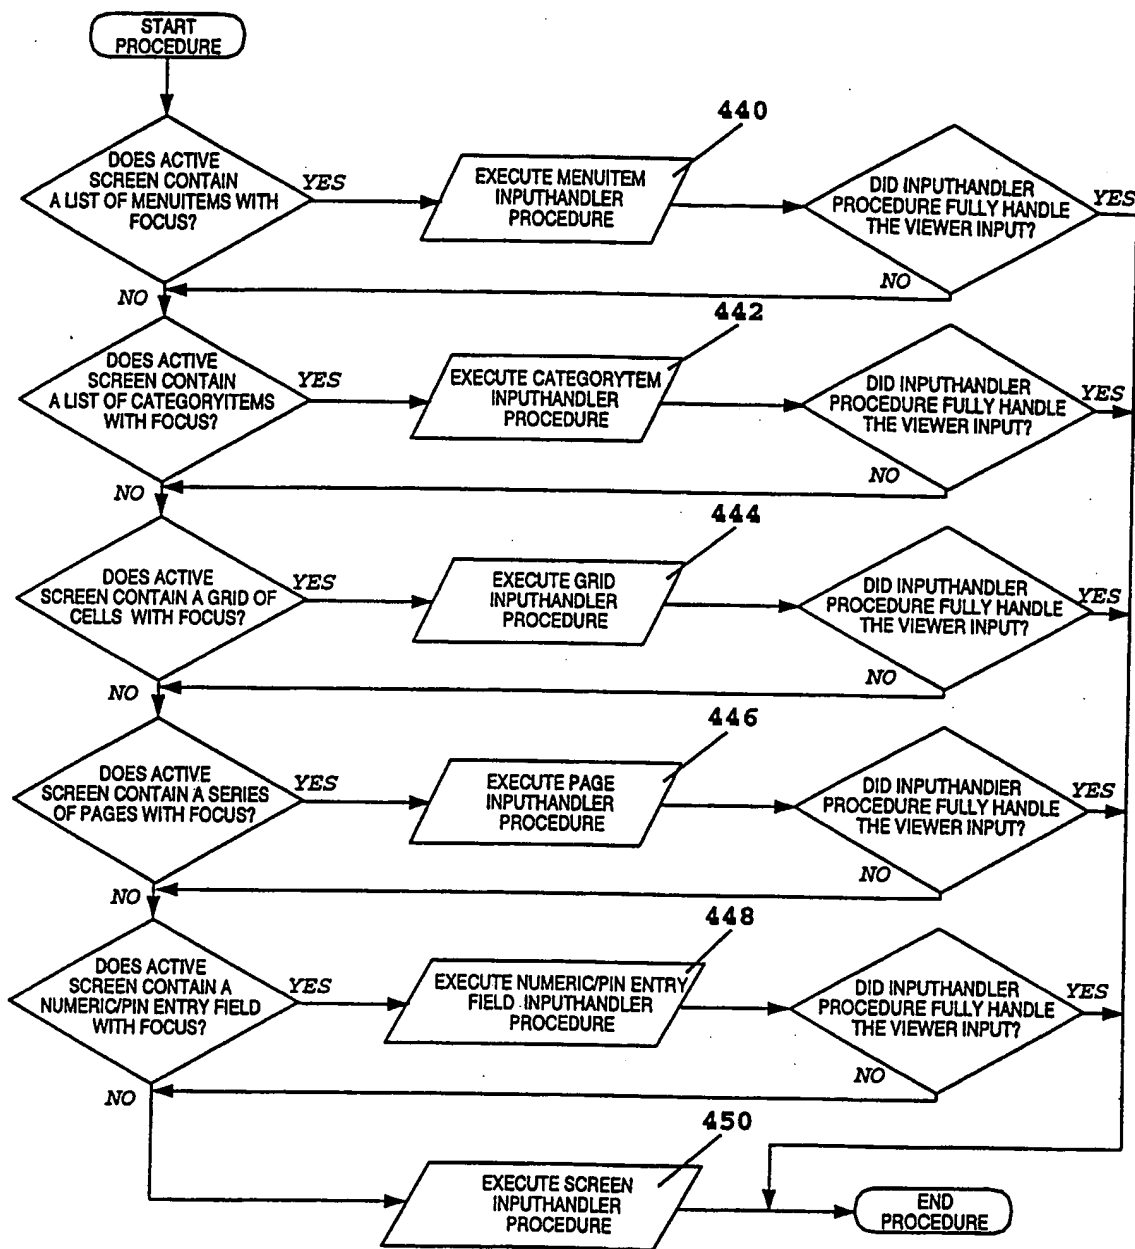 START
PROCEDURE
440
DOES ACTIVE
SCREEN CONTAIN
A LIST OF MENUITEMS WITH
FOCUS?
YES
EXECUTE MENUITEM
INPUTHANDLER
PROCEDURE
DID INPUTHANDLER
PROCEDURE FULLY HANDLE
THE VIEWER INPUT?
YES
NO
NO
442
DOES ACTIVE
SCREEN CONTAIN
A LIST OF CATEGORYITEMS
WITH FOCUS?
YES
EXECUTE CATEGORYTEM
INPUTHANDLER
PROCEDURE
DID INPUTHANDLER
PROCEDURE FULLY HANDLE
THE VIEWER INPUT?
YES
NO
NO
444
DOES ACTIVE
SCREEN CONTAIN A GRID OF
CELLS WITH FOCUS?
YES
EXECUTE GRID
INPUTHANDLER
PROCEDURE
DID INPUTHANDLER
PROCEDURE FULLY HANDLE
THE VIEWER INPUT?
YES
NO
NO
446
DOES ACTIVE
SCREEN CONTAIN A SERIES
OF PAGES WITH FOCUS?
YES
EXECUTE PAGE
INPUTHANDLER
PROCEDURE
DID INPUTHANDIER
PROCEDURE FULLY HANDLE
THE VIEWER INPUT?
YES
NO
NO
448
DOES ACTIVE
SCREEN CONTAIN A
NUMERIC/PIN ENTRY FIELD
WITH FOCUS?
YES
EXECUTE NUMERIC/PIN ENTRY
FIELD INPUTHANDLER
PROCEDURE
DID INPUTHANDLER
PROCEDURE FULLY HANDLE
THE VIEWER INPUT?
YES
NO
NO
450
EXECUTE SCREEN
INPUTHANDLER
PROCEDURE
END
PROCEDURE